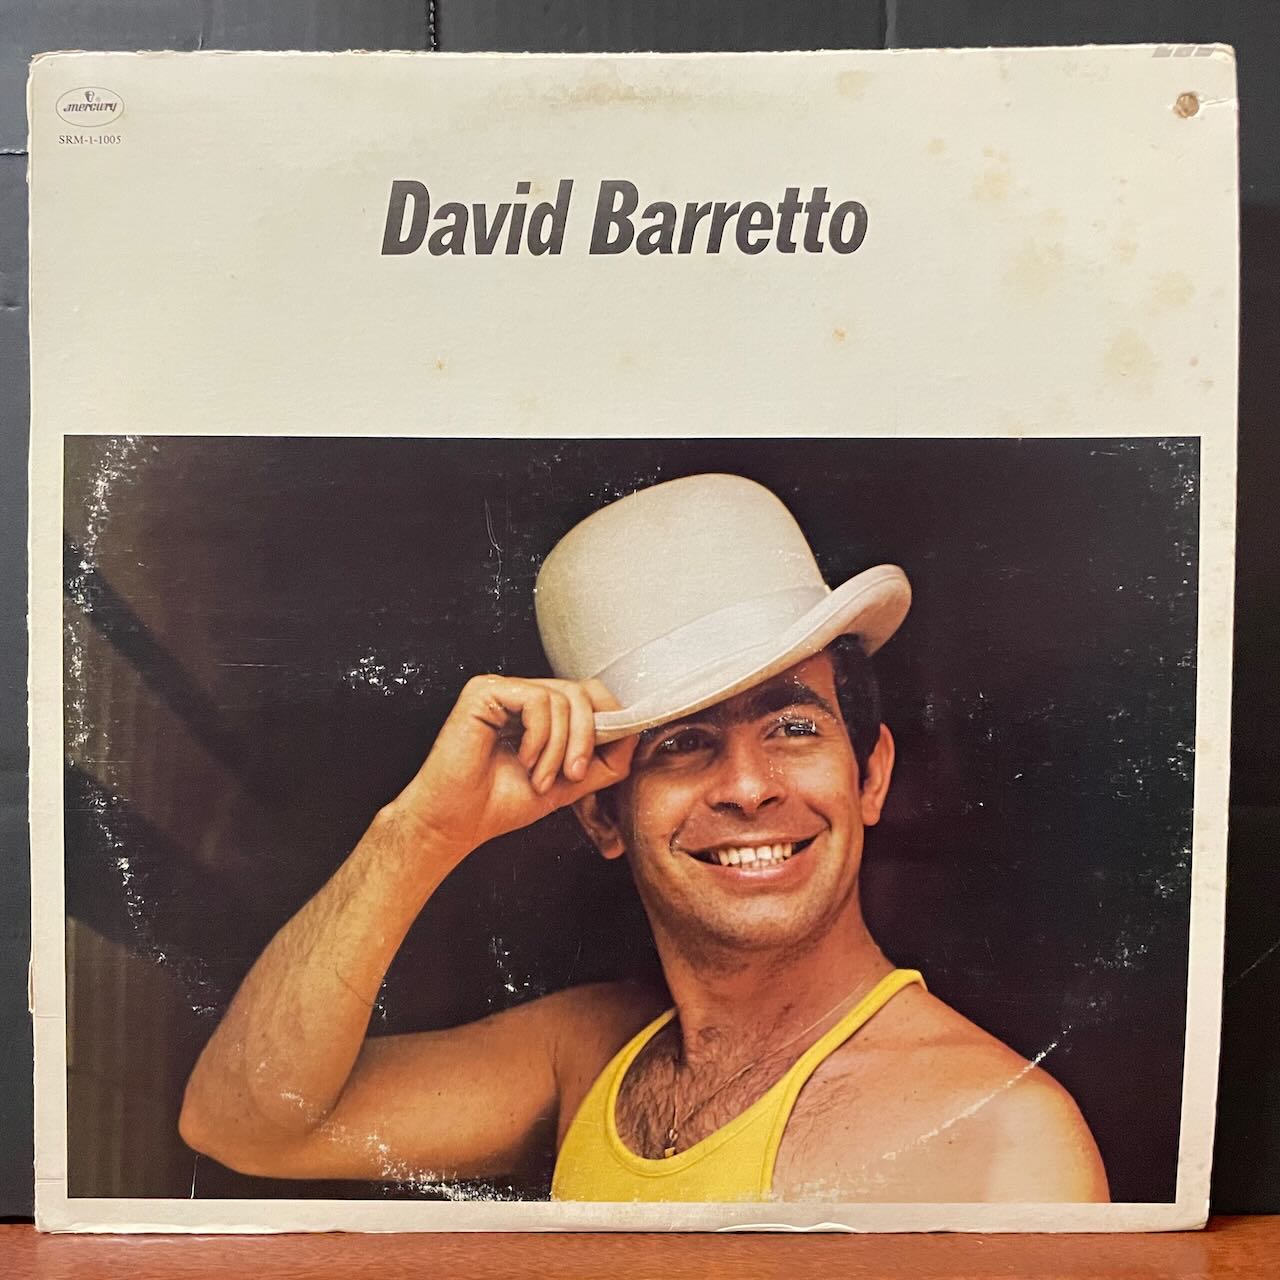 mercury
SRM-1-1005
David Barretto